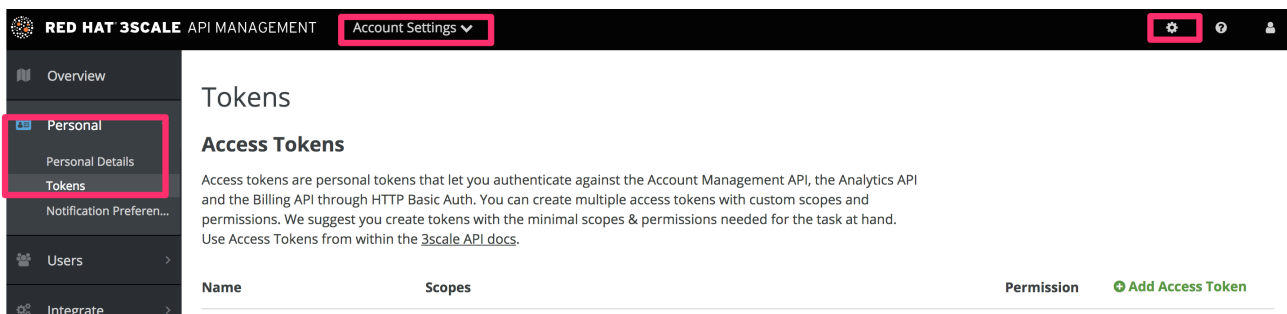 RED HAT 3SCALE API MANAGEMENT Account Settings
Overview
Personal
Personal Details
Tokens
Notification Preferen...
Users
Integrate
Tokens
Access Tokens
Access tokens are personal tokens that let you authenticate against the Account Management API, the Analytics API
and the Billing API through HTTP Basic Auth. You can create multiple access tokens with custom scopes and
permissions. We suggest you create tokens with the minimal scopes & permissions needed for the task at hand.
Use Access Tokens from within the 3scale API docs.
Name Scopes Permission Add Access Token